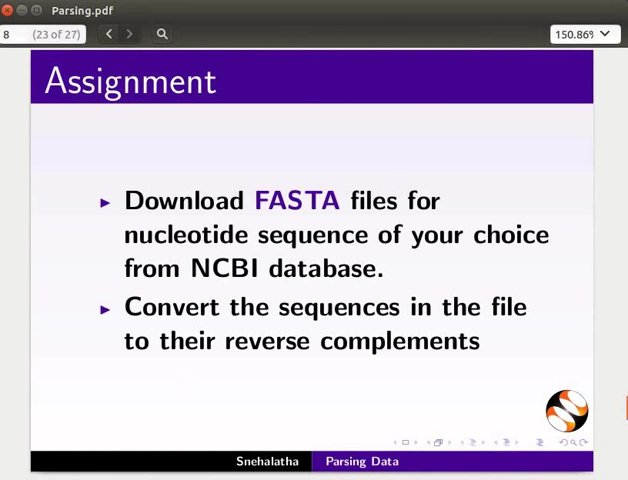 Parsing.pdf
8 (23 of 27) 150.86%
Assignment
Download FASTA files for
nucleotide sequence of your choice
from NCBI database.
Convert the sequences in the file
to their reverse complements
Snehalatha Parsing Data